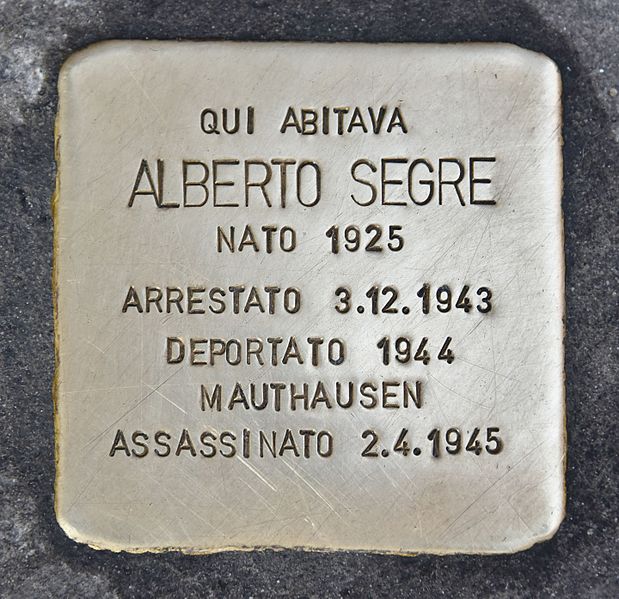 QUI ABITAVA
ALBERTO SEGRE
NATO 1925
ARRESTATO 3.12.1943
DEPORTATO 1944
MAUTHAUSEN
ASSASSINATO 2.4.1945